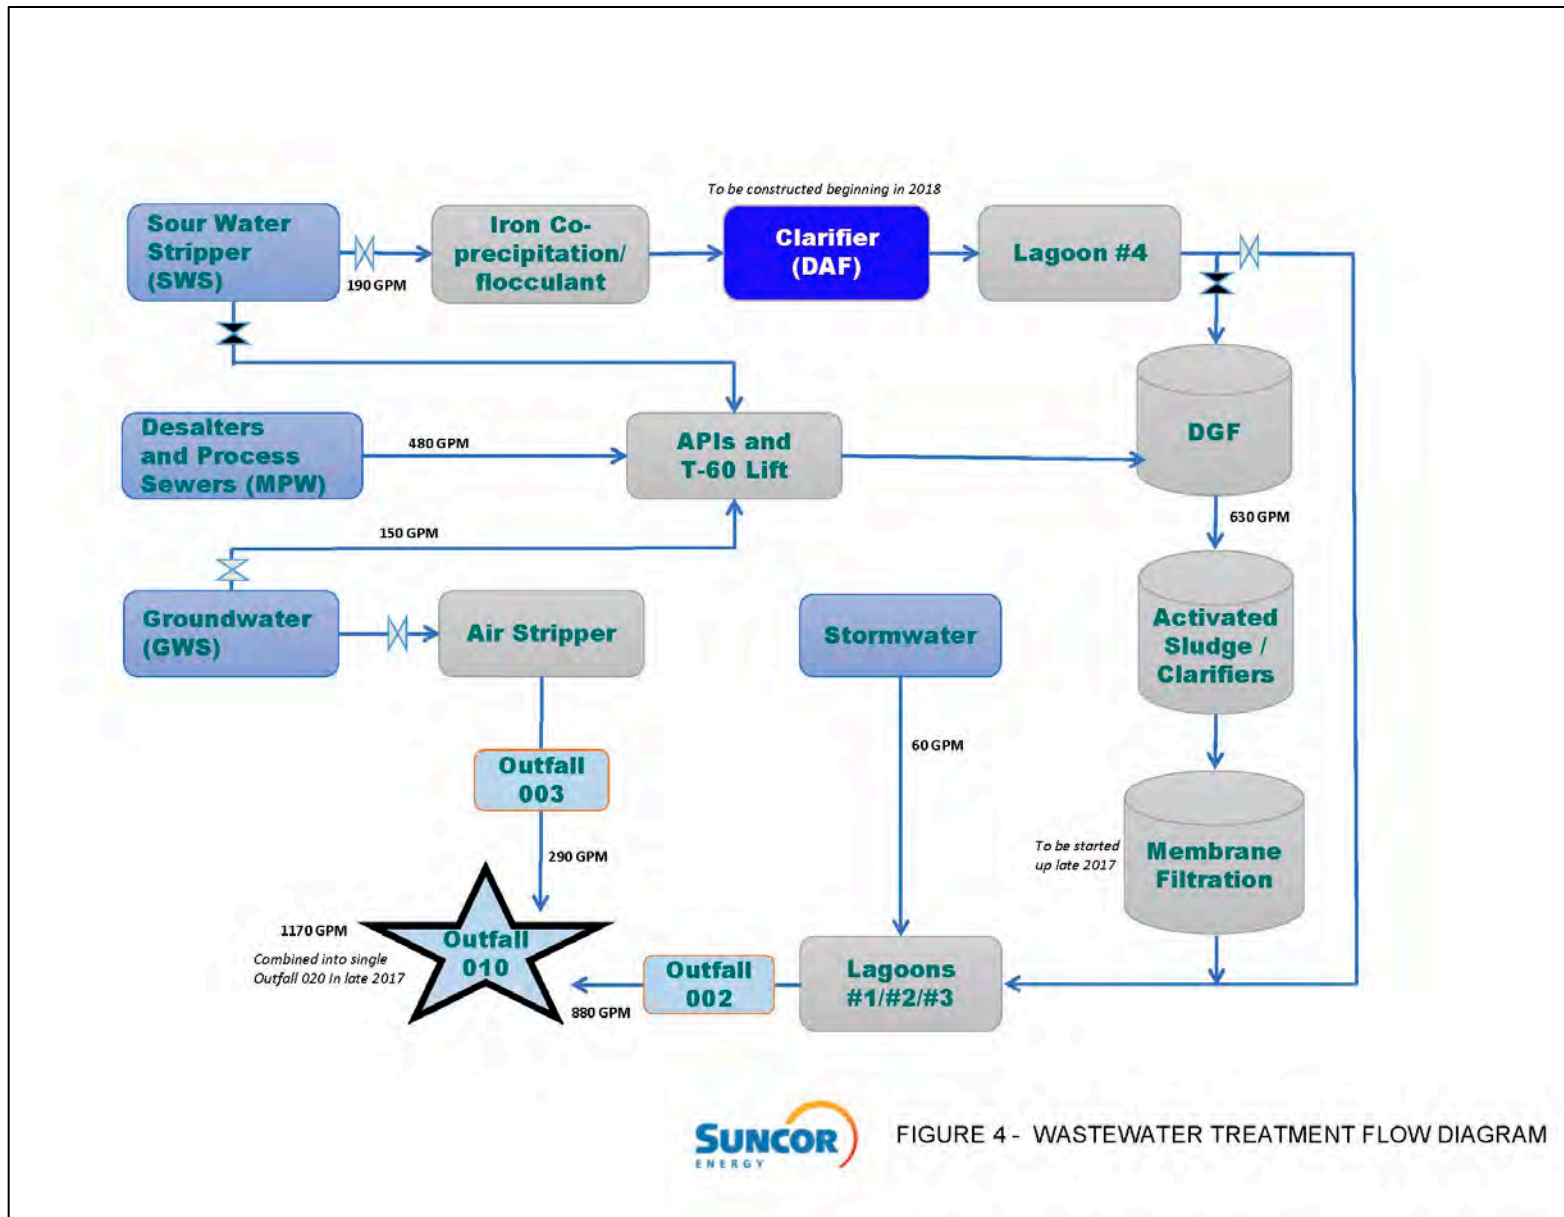 To be constructed beginning in 2018
Sour Water
Stripper
(SWS)
190 GPM
Iron Co-
precipitation/
flocculant
Clarifier
(DAF)
Lagoon #4
Desalters
and Process
Sewers (MPW)
480 GPM
APIs and
T-60 Lift
DGF
630 GPM
150 GPM
Groundwater
(GWS)
Air Stripper
Stormwater
Activated
Sludge /
Clarifiers
60 GPM
Outfall
003
290 GPM
To be started
up late 2017
Membrane
Filtration
1170 GPM
Combined into single
Outfall 020 In late 2017
Outfall
010
880 GPM
Outfall
002
Lagoons
#1/#2/#3
SUNCOR
ENERGY
FIGURE 4 - WASTEWATER TREATMENT FLOW DIAGRAM